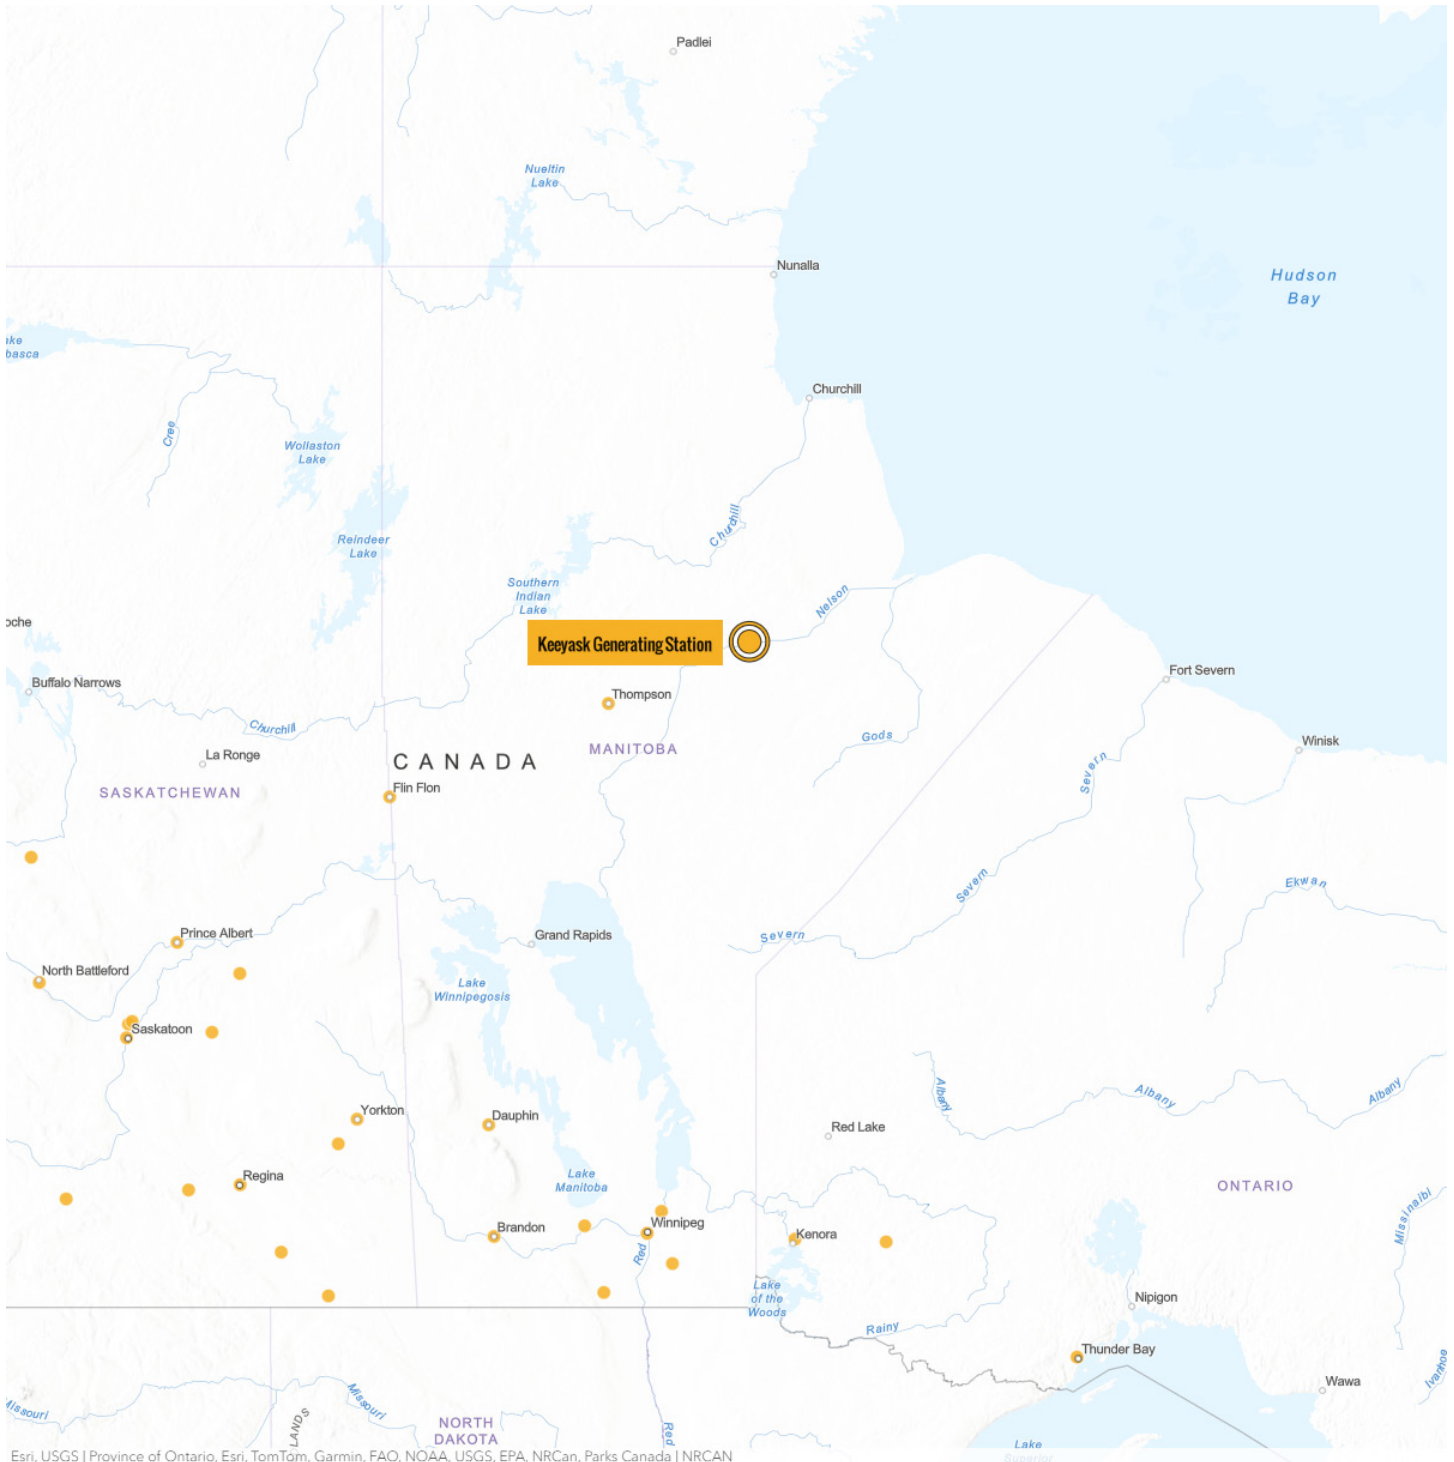 Padlei
Nueltin
Lake
Nunalla
Hudson
Bay
ake
basca
Churchill
Cree
Wollaston
Lake
Churchill
Reindeer
Lake
Southern
Indian
Lake
Nelson
oche
Keeyask Generating Station
Fort Severn
Buffalo Narrows
Thompson
Churchill
Gods
Winisk
La Ronge
CANADA
MANITOBA
Severn
SASKATCHEWAN
Flin Flon
Severn
Ekwan
Prince Albert
Grand Rapids
Severn
North Battleford
Lake
Winnipegosis
Saskatoon
Albany
Albany
Albany
Yorkton
Dauphin
Red Lake
Regina
Lake
Manitoba
ONTARIO
Missinaibi
Brandon
Winnipeg
Red
Kenora
Lake
of the
Woods
Nipigon
Rainy
Thunder Bay
Ivanhoe
Wawa
Missouri
Missouri
LANDS
NORTH
DAKOTA
Red
Lake
Superior
Esri, USGS | Province of Ontario, Esri, TomTom, Garmin, FAO, NOAA, USGS, EPA, NRCan, Parks Canada | NRCAN